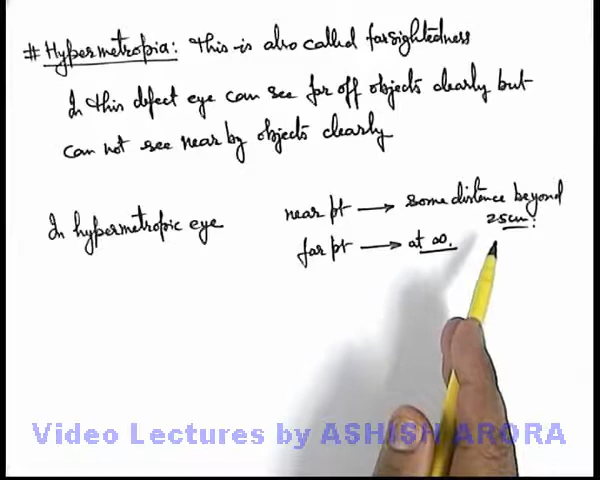 # Hypermetropia: This is also called farsightedness
In this defect eye can see far off objects clearly but
can not see near by objects clearly
In hypermetropic eye
near pt → some distance beyond
25cm.
far pt → at ∞.
Video Lectures by ASHISH ARORA